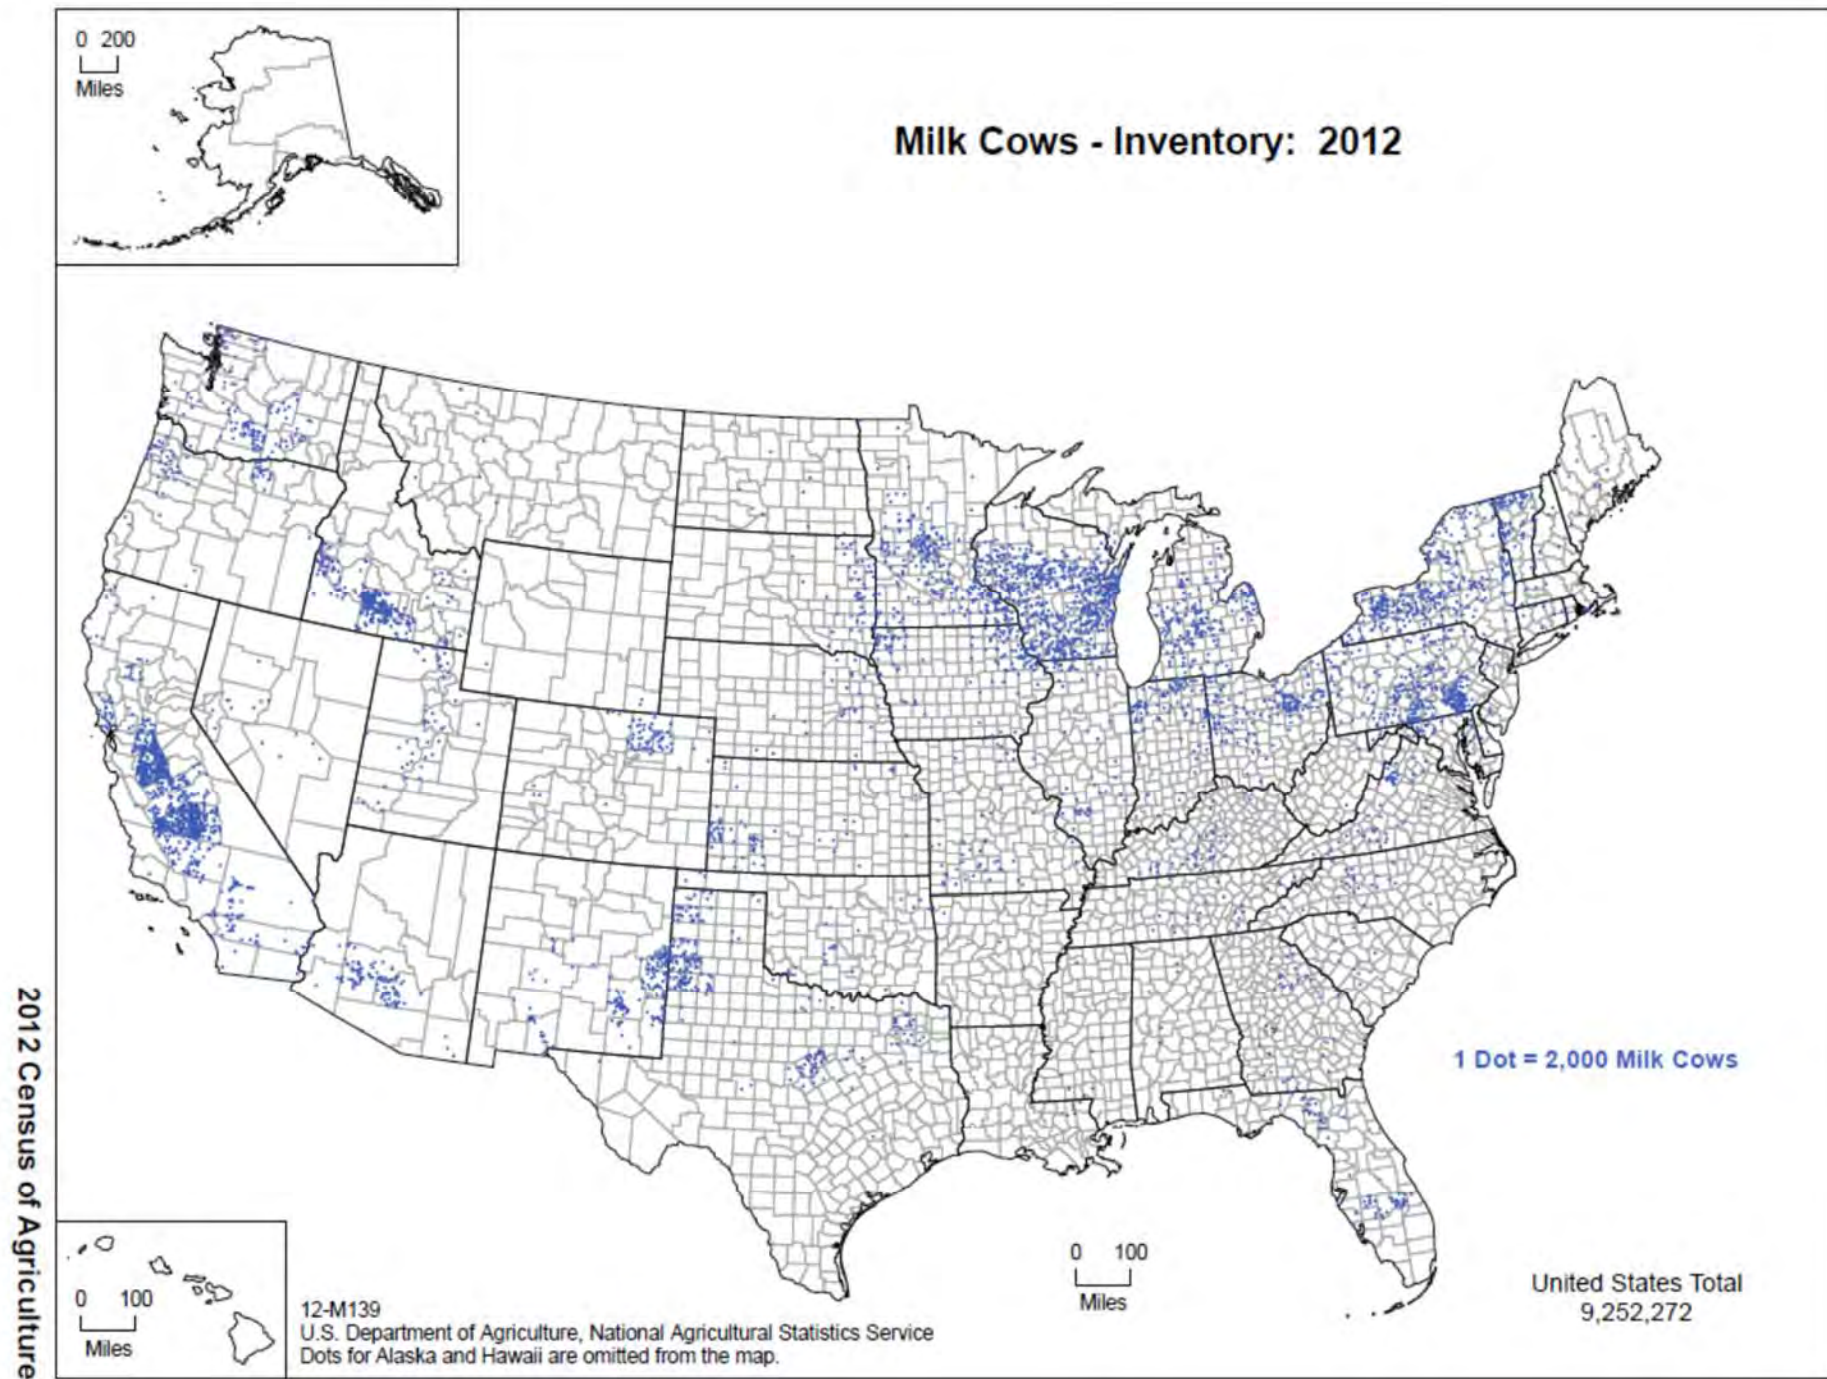 0 200
Miles
Milk Cows - Inventory: 2012
1 Dot = 2,000 Milk Cows
0 100
Miles
United States Total
9,252,272
0 100
Miles
12-M139
U.S. Department of Agriculture, National Agricultural Statistics Service
Dots for Alaska and Hawaii are omitted from the map.
2012 Census of Agriculture